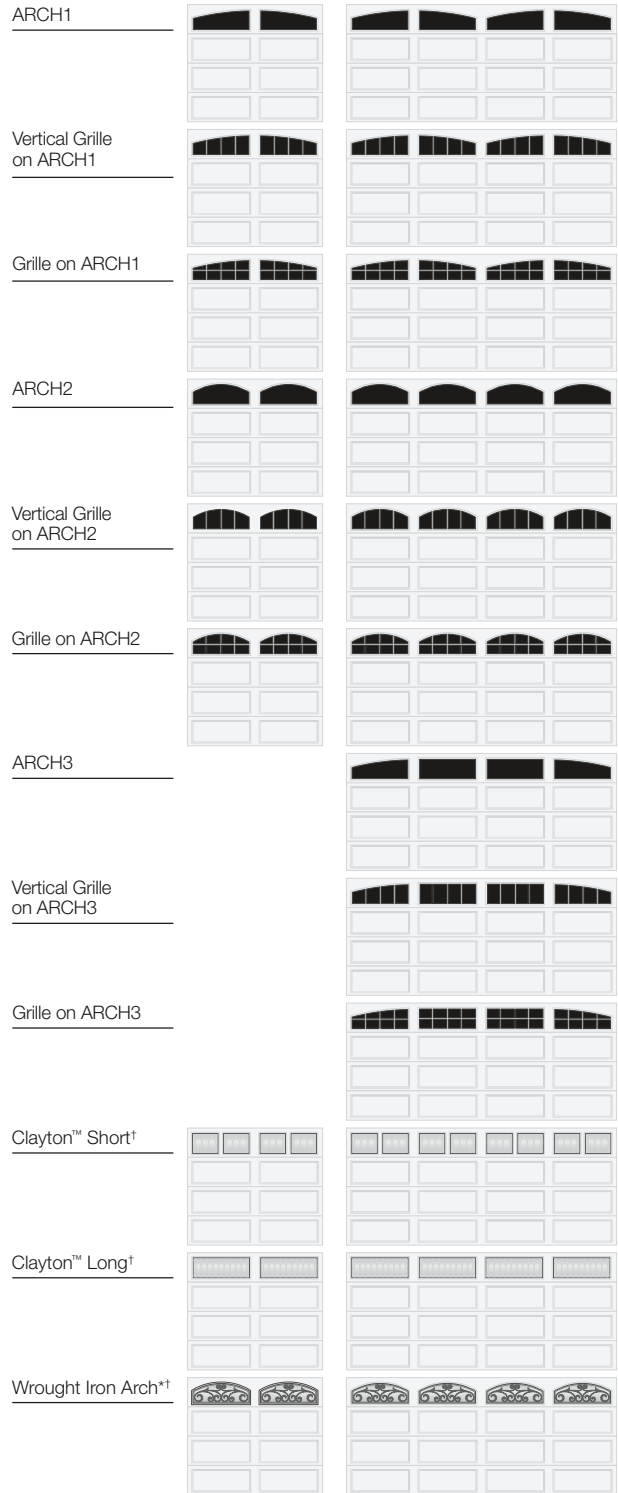 ARCH1
Vertical Grille
on ARCH1
Grille on ARCH1
ARCH2
Vertical Grille
on ARCH2
Grille on ARCH2
ARCH3
Vertical Grille
on ARCH3
Grille on ARCH3
Clayton™ Short†
Clayton™ Long†
Wrought Iron Arch*†